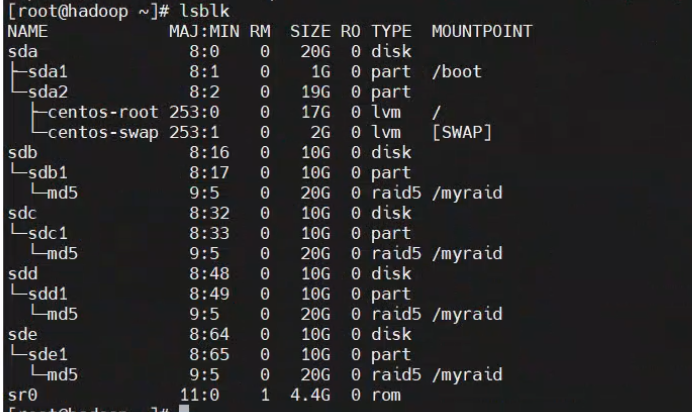 [root@hadoop ~]# lsblk
NAME            MAJ:MIN RM  SIZE RO TYPE  MOUNTPOINT
sda               8:0    0   20G  0 disk
├─sda1            8:1    0    1G  0 part  /boot
└─sda2            8:2    0   19G  0 part
  ├─centos-root 253:0    0   17G  0 lvm   /
  └─centos-swap 253:1    0    2G  0 lvm   [SWAP]
sdb               8:16   0   10G  0 disk
└─sdb1            8:17   0   10G  0 part
  └─md5           9:5    0   20G  0 raid5 /myraid
sdc               8:32   0   10G  0 disk
└─sdc1            8:33   0   10G  0 part
  └─md5           9:5    0   20G  0 raid5 /myraid
sdd               8:48   0   10G  0 disk
└─sdd1            8:49   0   10G  0 part
  └─md5           9:5    0   20G  0 raid5 /myraid
sde               8:64   0   10G  0 disk
└─sde1            8:65   0   10G  0 part
  └─md5           9:5    0   20G  0 raid5 /myraid
sr0              11:0    1  4.4G  0 rom
[root@hadoop ~]#